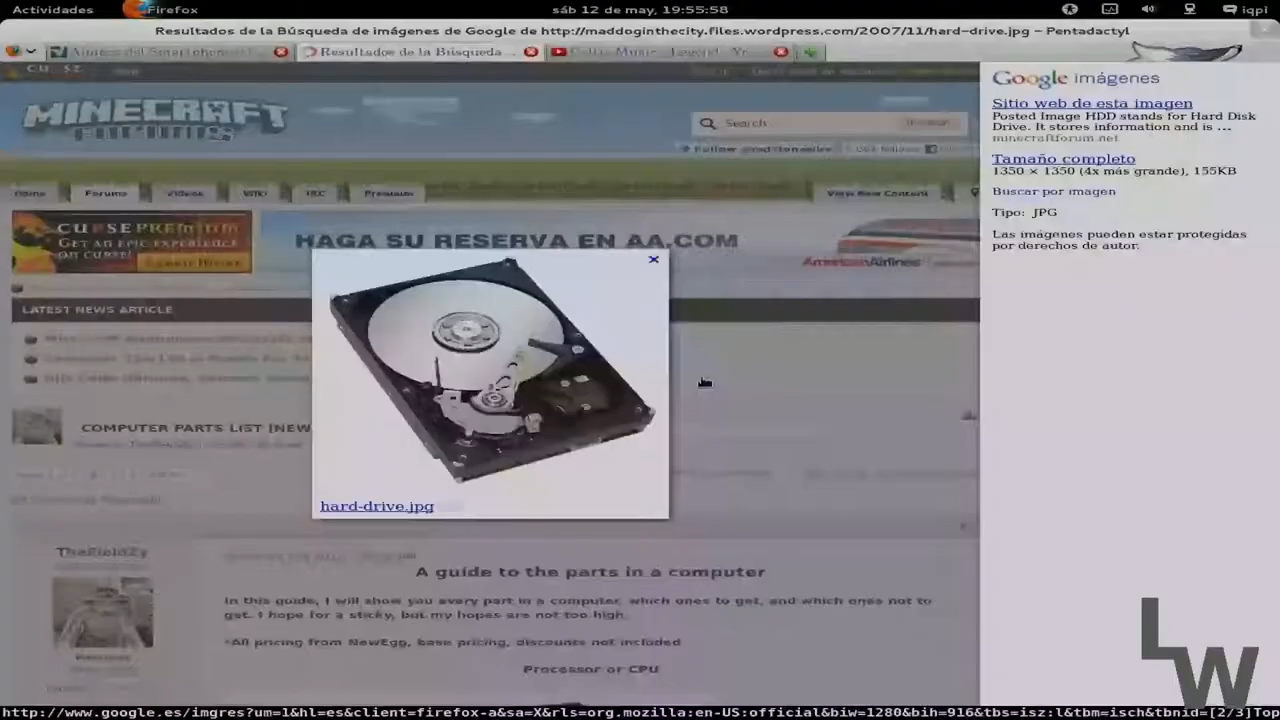 Actividades Firefox sáb 12 de may, 19:55:58 iqpi
Resultados de la Búsqueda de imágenes de Google de http://maddoginthecity.files.wordpress.com/2007/11/hard-drive.jpg - Pentadactyl
Resultados de la Búsqueda...
MINECRAFT
FORUMS
Search...
Home Forums Videos Wiki IRC Premium View New Content
CURSE PREMIUM
GET AN EPIC EXPERIENCE
ON CURSE!
HAGA SU RESERVA EN AA.COM
AmericanAirlines
LATEST NEWS ARTICLE
COMPUTER PARTS LIST [NEW
hard-drive.jpg
A guide to the parts in a computer
In this guide, I will show you every part in a computer, which ones to get, and which ones not to
get. I hope for a sticky, but my hopes are not too high.
*All pricing from NewEgg, base pricing, discounts not included
Processor or CPU
Google imágenes
Sitio web de esta imagen
Posted Image HDD stands for Hard Disk
Drive. It stores information and is ...
minecraftforum.net
Tamaño completo
1350 × 1350 (4x más grande), 155KB
Buscar por imagen
Tipo: JPG
Las imágenes pueden estar protegidas
por derechos de autor.
LW
http://www.google.es/imgres?um=1&hl=es&client=firefox-a&sa=X&rls=org.mozilla:en-US:official&biw=1280&bih=916&tbs=isz:l&tbm=isch&tbnid=[2/3]Top